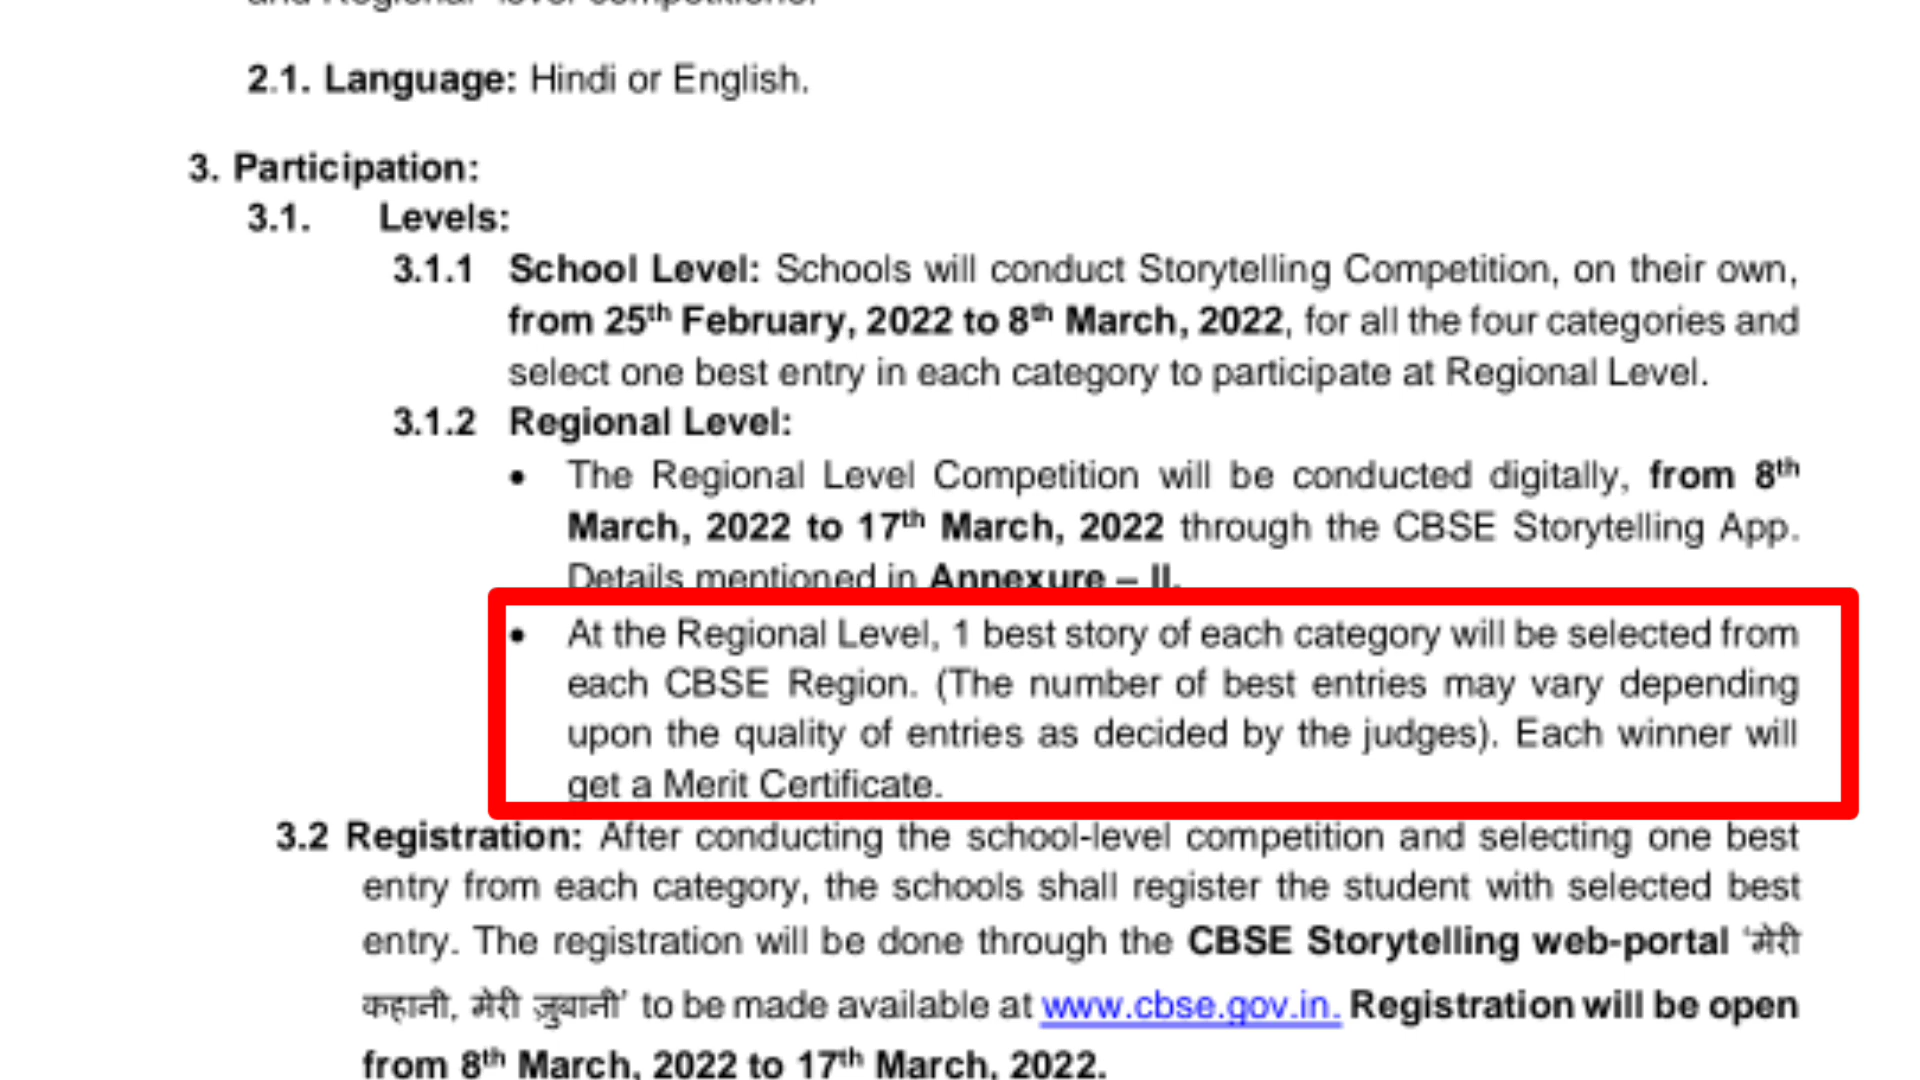 and Regional level competitions.
2.1. Language: Hindi or English.
3. Participation:
3.1. Levels:
3.1.1 School Level: Schools will conduct Storytelling Competition, on their own,
from 25th February, 2022 to 8th March, 2022, for all the four categories and
select one best entry in each category to participate at Regional Level.
3.1.2 Regional Level:
• The Regional Level Competition will be conducted digitally, from 8th
March, 2022 to 17th March, 2022 through the CBSE Storytelling App.
Details mentioned in Annexure – II.
• At the Regional Level, 1 best story of each category will be selected from
each CBSE Region. (The number of best entries may vary depending
upon the quality of entries as decided by the judges). Each winner will
get a Merit Certificate.
3.2 Registration: After conducting the school-level competition and selecting one best
entry from each category, the schools shall register the student with selected best
entry. The registration will be done through the CBSE Storytelling web-portal ‘मेरी
कहानी, मेरी जुबानी’ to be made available at www.cbse.gov.in. Registration will be open
from 8th March, 2022 to 17th March, 2022.